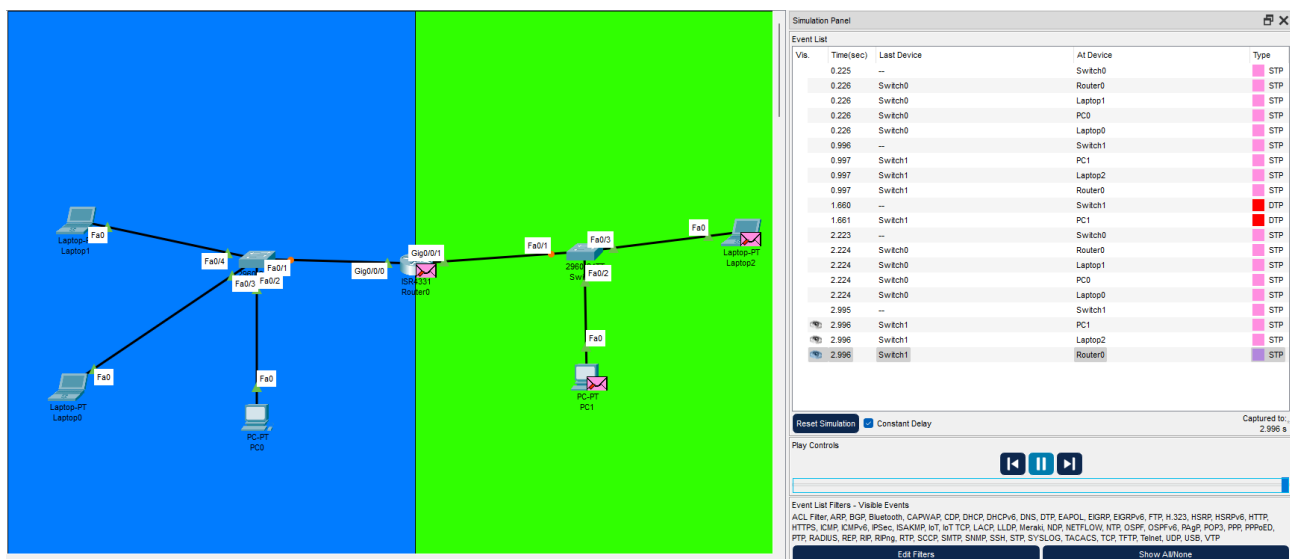 Simulation Panel
Event List
Vis. Time(sec) Last Device At Device Type
0.225 -- Switch0 STP
0.226 Switch0 Router0 STP
0.226 Switch0 Laptop1 STP
0.226 Switch0 PC0 STP
0.226 Switch0 Laptop0 STP
0.996 -- Switch1 STP
0.997 Switch1 PC1 STP
0.997 Switch1 Laptop2 STP
0.997 Switch1 Router0 STP
1.660 -- Switch1 DTP
1.661 Switch1 PC1 DTP
2.223 -- Switch0 STP
2.224 Switch0 Router0 STP
2.224 Switch0 Laptop1 STP
2.224 Switch0 PC0 STP
2.224 Switch0 Laptop0 STP
2.995 -- Switch1 STP
2.996 Switch1 PC1 STP
2.996 Switch1 Laptop2 STP
2.996 Switch1 Router0 STP
Reset Simulation Constant Delay Captured to:
2.996 s
Play Controls
Event List Filters - Visible Events
ACL Filter, ARP, BGP, Bluetooth, CAPWAP, CDP, DHCP, DHCPv6, DNS, DTP, EAPOL, EIGRP, EIGRPv6, FTP, H.323, HSRP, HSRPv6, HTTP,
HTTPS, ICMP, ICMPv6, IPSec, ISAKMP, IoT, IoT TCP, LACP, LLDP, Meraki, NDP, NETFLOW, NTP, OSPF, OSPFv6, PAgP, POP3, PPP, PPPoED,
PTP, RADIUS, REP, RIP, RIPng, RTP, SCCP, SMTP, SNMP, SSH, STP, SYSLOG, TACACS, TCP, TFTP, Telnet, UDP, USB, VTP
Edit Filters Show All/None
Fa0
Laptop1
Fa0/4
Fa0/1
Fa0/3
Fa0/2
Gig0/0/0
Gig0/0/1
ISR4331
Router0
Fa0/1
Fa0/3
Fa0/2
Fa0
Laptop-PT
Laptop2
Fa0
PC-PT
PC1
Fa0
Laptop-PT
Laptop0
Fa0
PC-PT
PC0